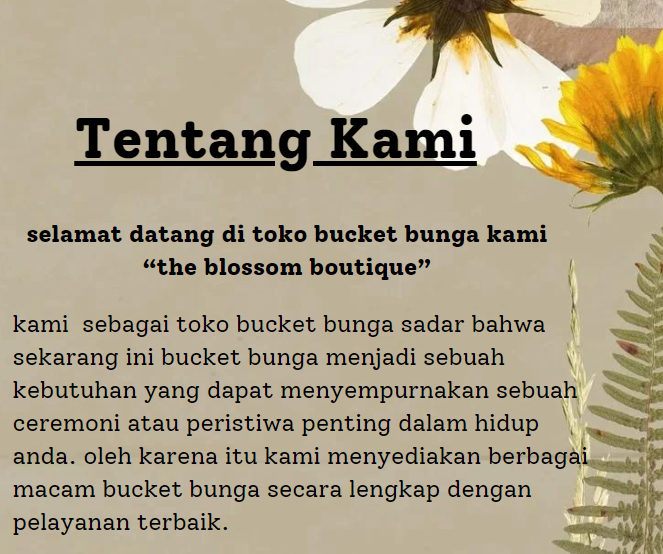 Tentang Kami
selamat datang di toko bucket bunga kami
“the blossom boutique”
kami  sebagai toko bucket bunga sadar bahwa
sekarang ini bucket bunga menjadi sebuah
kebutuhan yang dapat menyempurnakan sebuah
ceremoni atau peristiwa penting dalam hidup
anda. oleh karena itu kami menyediakan berbagai
macam bucket bunga secara lengkap dengan
pelayanan terbaik.